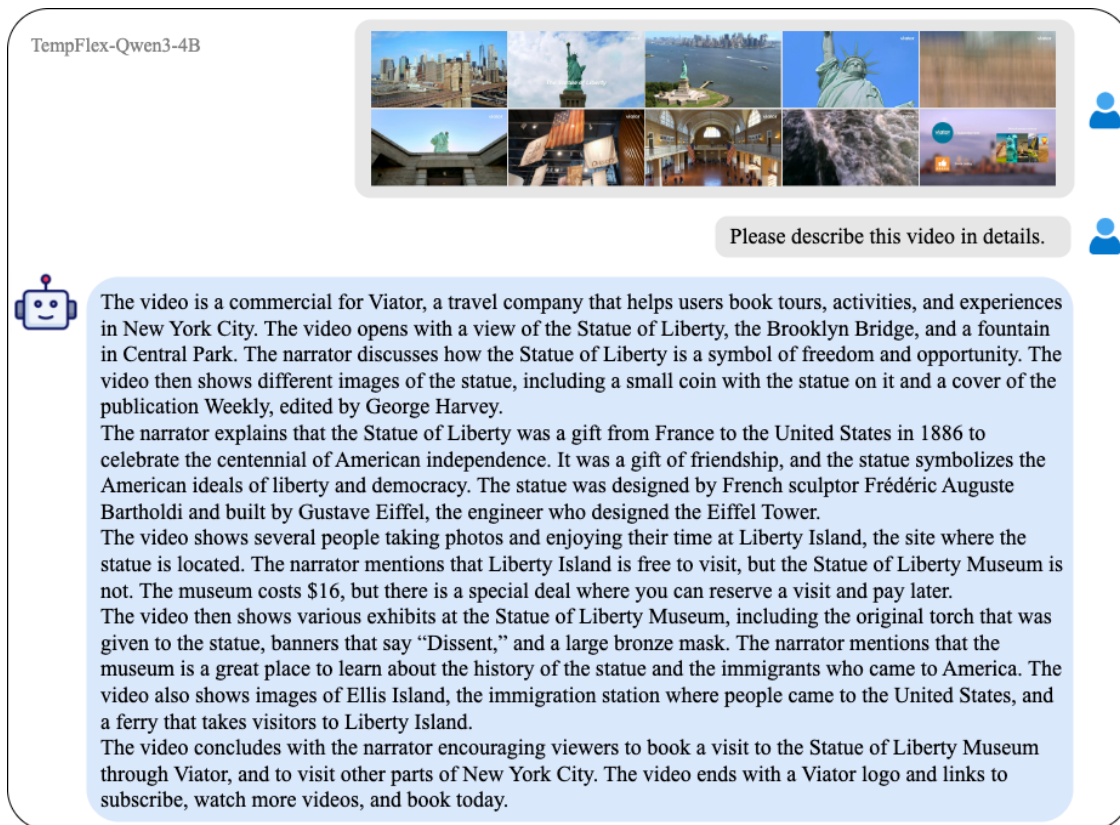 TempFlex-Qwen3-4B
viator
viator
viator
viator
viator
viator
viator
viator
Please describe this video in details.
The video is a commercial for Viator, a travel company that helps users book tours, activities, and experiences
in New York City. The video opens with a view of the Statue of Liberty, the Brooklyn Bridge, and a fountain
in Central Park. The narrator discusses how the Statue of Liberty is a symbol of freedom and opportunity. The
video then shows different images of the statue, including a small coin with the statue on it and a cover of the
publication Weekly, edited by George Harvey.
The narrator explains that the Statue of Liberty was a gift from France to the United States in 1886 to
celebrate the centennial of American independence. It was a gift of friendship, and the statue symbolizes the
American ideals of liberty and democracy. The statue was designed by French sculptor Frédéric Auguste
Bartholdi and built by Gustave Eiffel, the engineer who designed the Eiffel Tower.
The video shows several people taking photos and enjoying their time at Liberty Island, the site where the
statue is located. The narrator mentions that Liberty Island is free to visit, but the Statue of Liberty Museum is
not. The museum costs $16, but there is a special deal where you can reserve a visit and pay later.
The video then shows various exhibits at the Statue of Liberty Museum, including the original torch that was
given to the statue, banners that say “Dissent,” and a large bronze mask. The narrator mentions that the
museum is a great place to learn about the history of the statue and the immigrants who came to America. The
video also shows images of Ellis Island, the immigration station where people came to the United States, and
a ferry that takes visitors to Liberty Island.
The video concludes with the narrator encouraging viewers to book a visit to the Statue of Liberty Museum
through Viator, and to visit other parts of New York City. The video ends with a Viator logo and links to
subscribe, watch more videos, and book today.